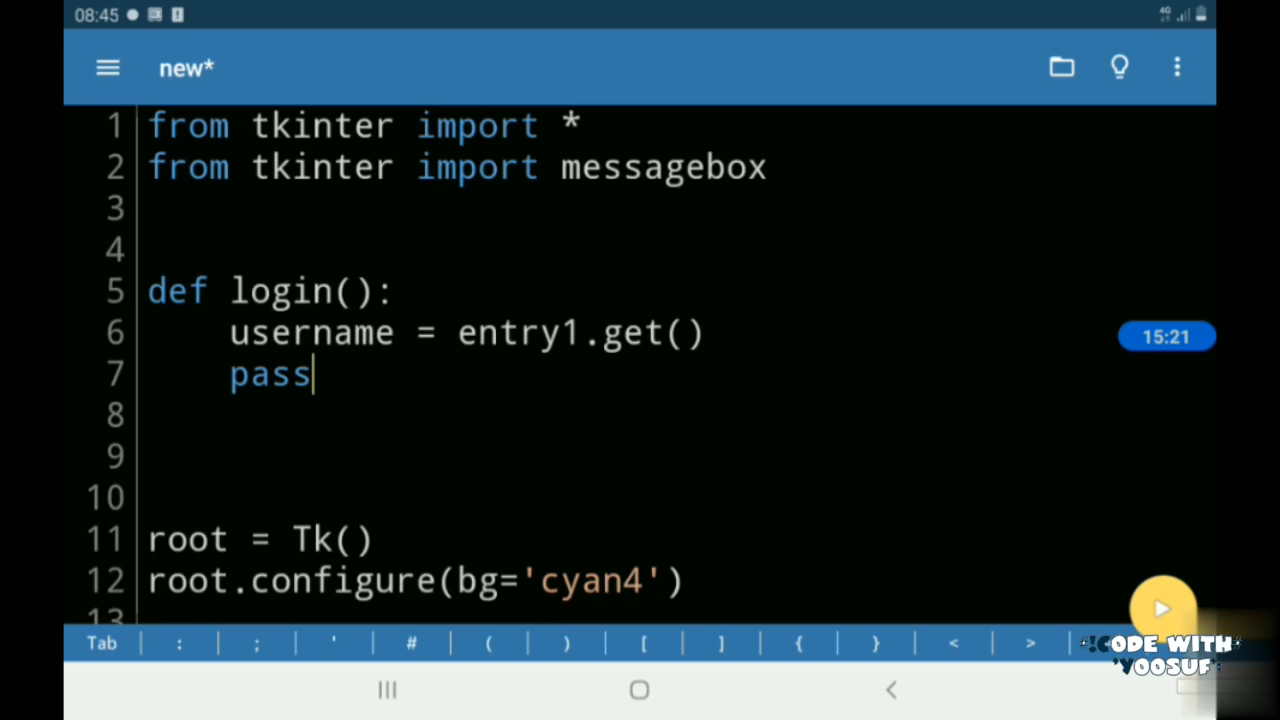 08:45
4G
new*
1 from tkinter import *
2 from tkinter import messagebox
3
4
5 def login():
6 username = entry1.get()
15:21
7 pass
8
9
10
11 root = Tk()
12 root.configure(bg='cyan4')
13
Tab : ; ' # ( ) [ ] { } < >
*!CODE WITH*
'YOOSUF'